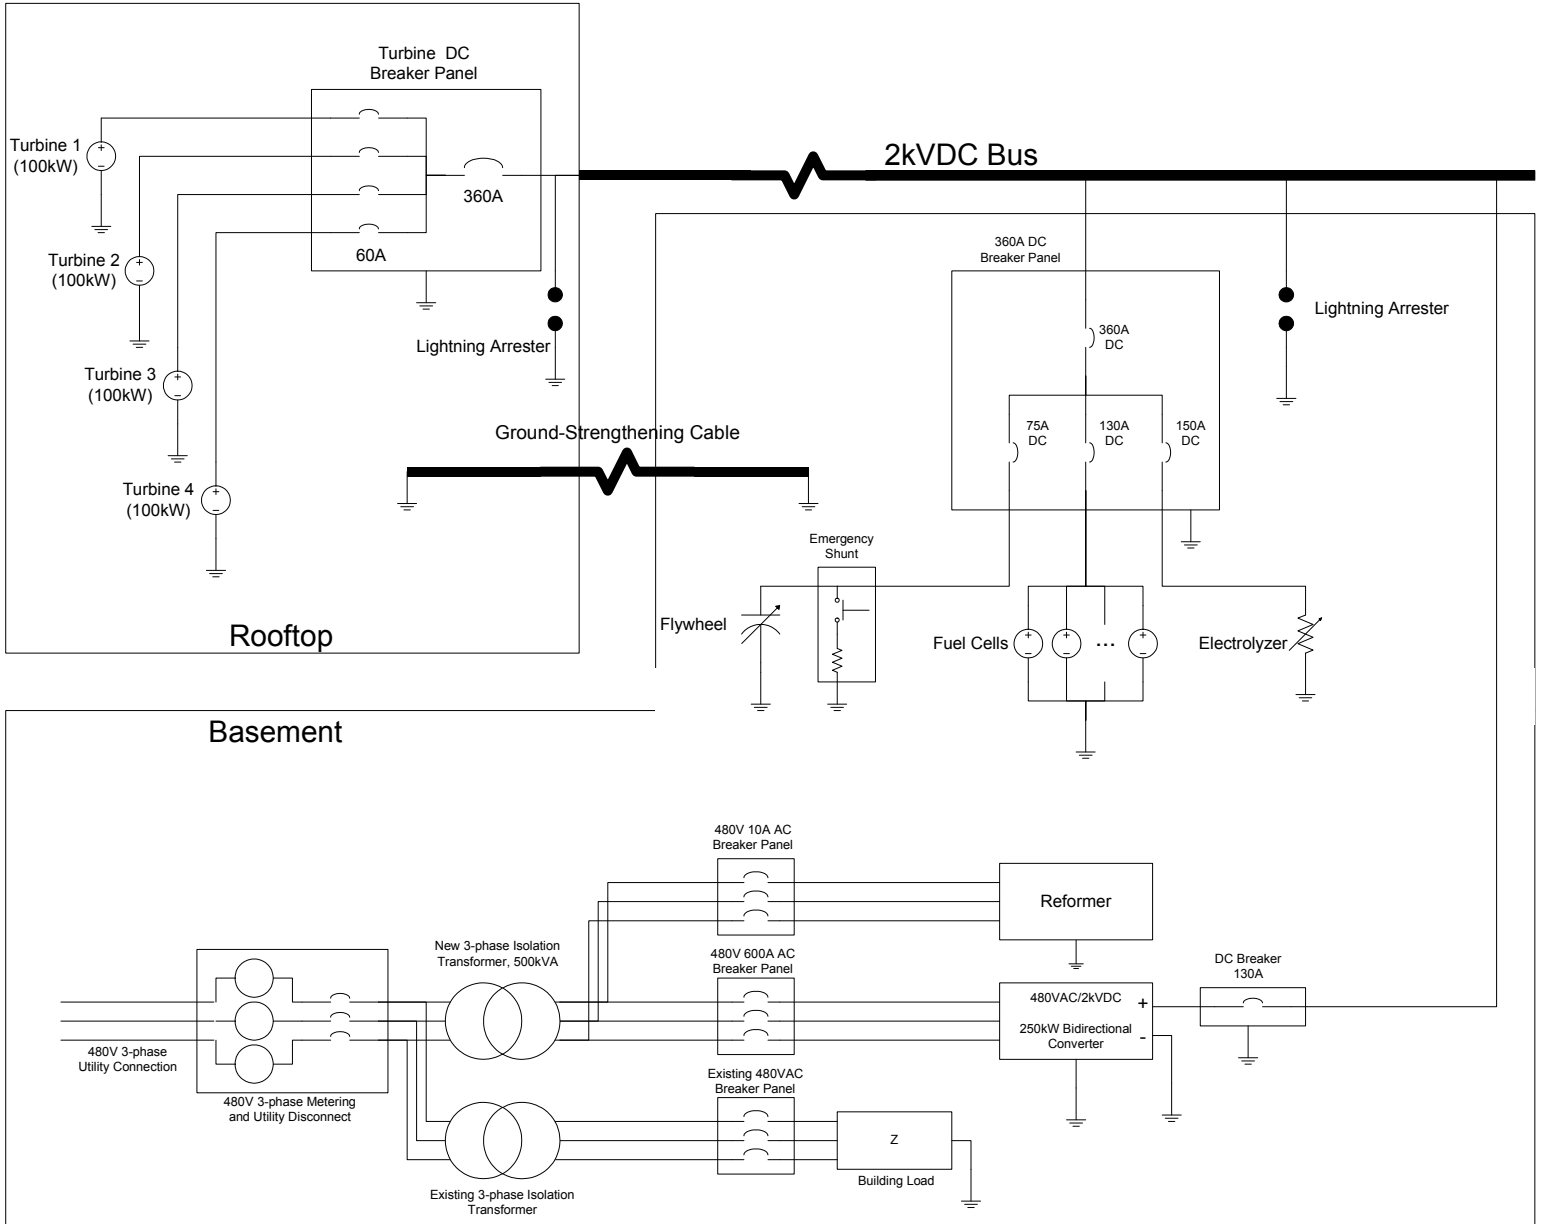 Turbine DC
Breaker Panel
Turbine 1
(100kW)
360A
60A
Turbine 2
(100kW)
Turbine 3
(100kW)
Turbine 4
(100kW)
Lightning Arrester
Rooftop
2kVDC Bus
360A DC
Breaker Panel
360A
DC
75A
DC
130A
DC
150A
DC
Lightning Arrester
Ground-Strengthening Cable
Emergency
Shunt
Flywheel
Fuel Cells
...
Electrolyzer
Basement
480V 10A AC
Breaker Panel
Reformer
New 3-phase Isolation
Transformer, 500kVA
480V 600A AC
Breaker Panel
480VAC/2kVDC
+
250kW Bidirectional
Converter
-
DC Breaker
130A
480V 3-phase
Utility Connection
480V 3-phase Metering
and Utility Disconnect
Existing 480VAC
Breaker Panel
Z
Building Load
Existing 3-phase Isolation
Transformer